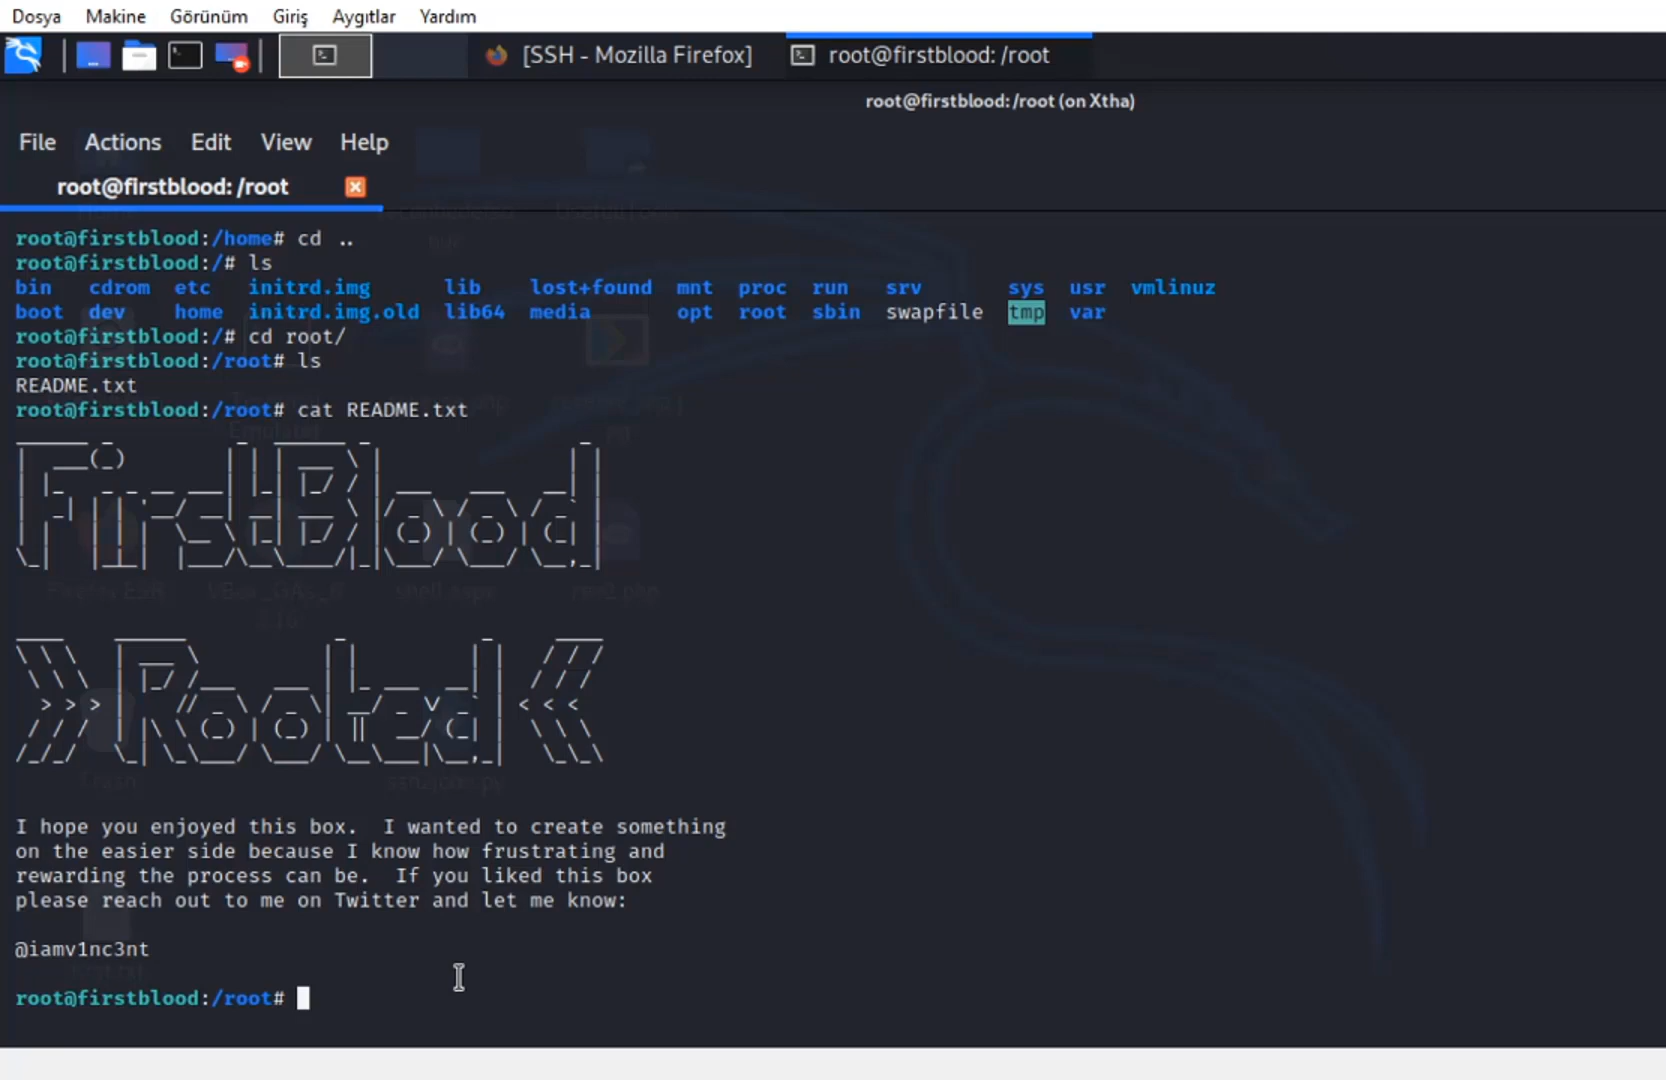 Dosya Makine Görünüm Giriş Aygıtlar Yardım
[SSH - Mozilla Firefox] root@firstblood: /root
root@firstblood: /root (on Xtha)
File Actions Edit View Help
root@firstblood: /root
root@firstblood:/home# cd ..
root@firstblood:/# ls
bin cdrom etc initrd.img lib lost+found mnt proc run srv sys usr vmlinuz
boot dev home initrd.img.old lib64 media opt root sbin swapfile tmp var
root@firstblood:/# cd root/
root@firstblood:/root# ls
README.txt
root@firstblood:/root# cat README.txt
FirstBlood
>>> Rooted <<<
I hope you enjoyed this box. I wanted to create something
on the easier side because I know how frustrating and
rewarding the process can be. If you liked this box
please reach out to me on Twitter and let me know:
@iamv1nc3nt
root@firstblood:/root#